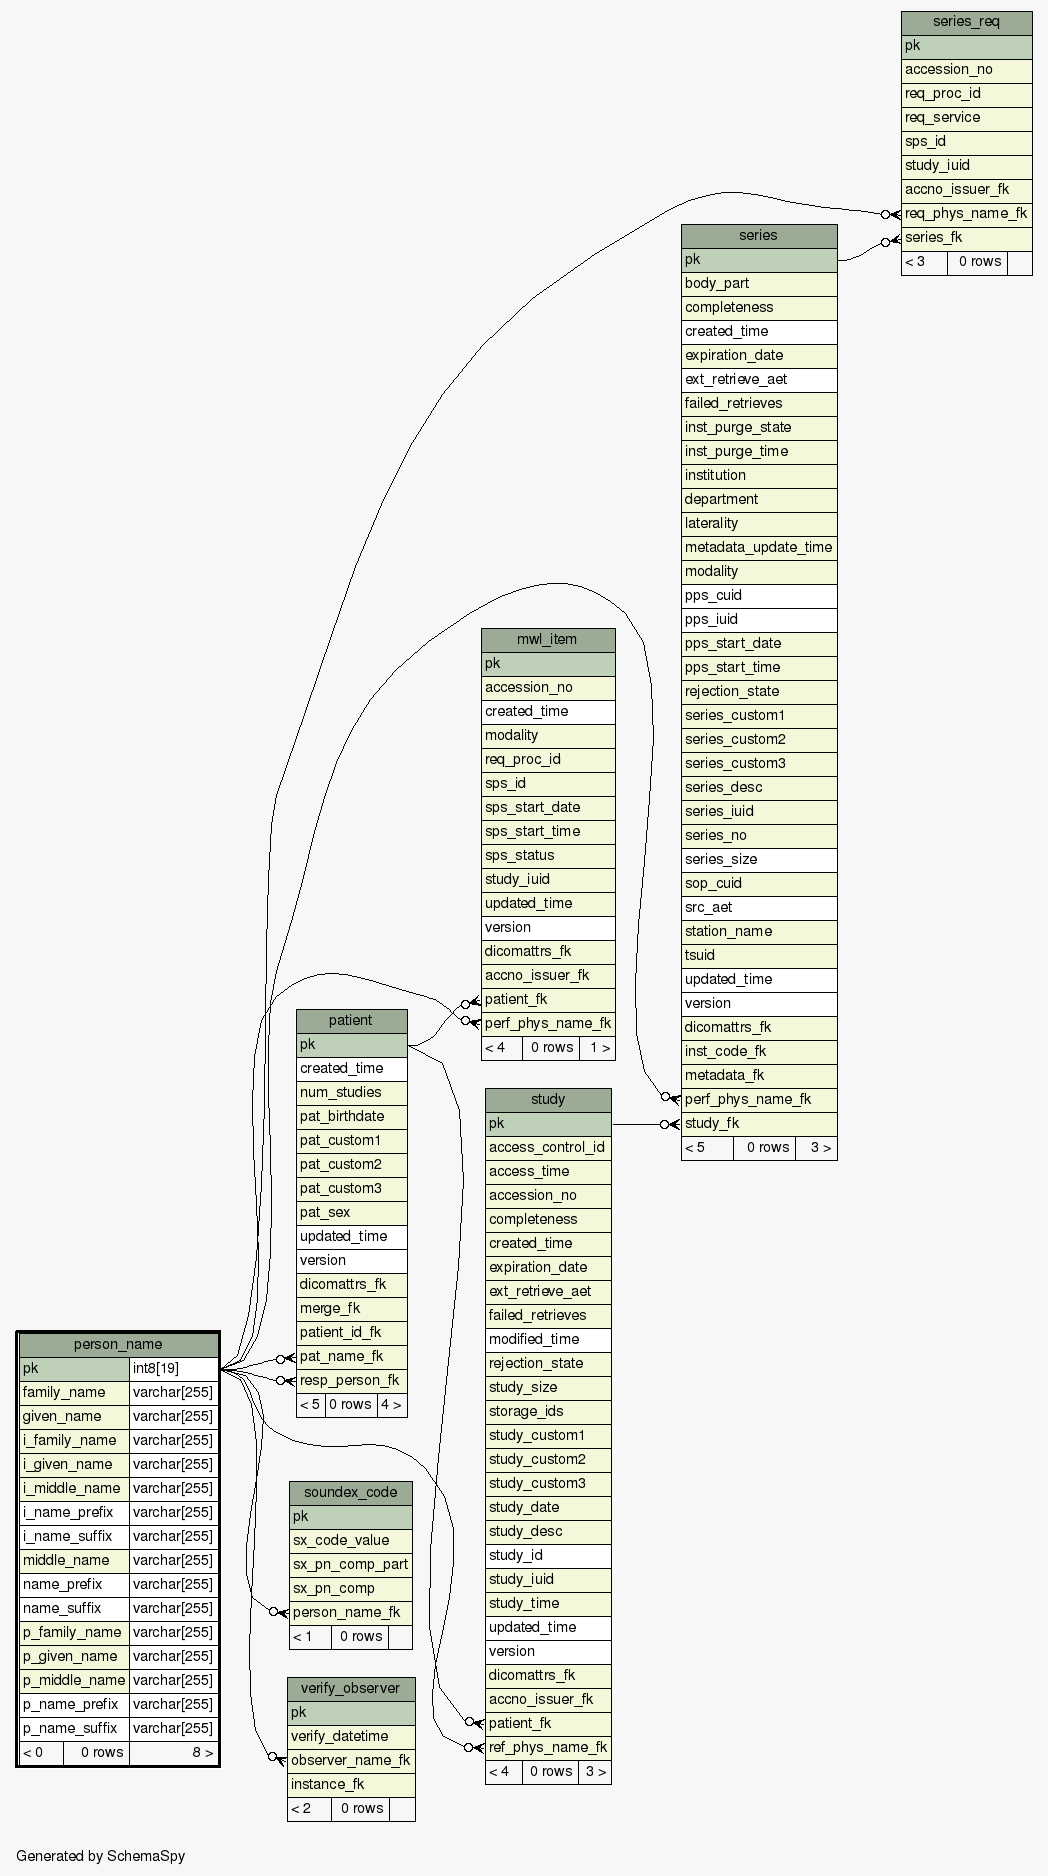 series_req
pk
accession_no
req_proc_id
req_service
sps_id
study_iuid
accno_issuer_fk
req_phys_name_fk
series_fk
< 3 0 rows
series
pk
body_part
completeness
created_time
expiration_date
ext_retrieve_aet
failed_retrieves
inst_purge_state
inst_purge_time
institution
department
laterality
metadata_update_time
modality
pps_cuid
pps_iuid
pps_start_date
pps_start_time
rejection_state
series_custom1
series_custom2
series_custom3
series_desc
series_iuid
series_no
series_size
sop_cuid
src_aet
station_name
tsuid
updated_time
version
dicomattrs_fk
inst_code_fk
metadata_fk
perf_phys_name_fk
study_fk
< 5 0 rows 3 >
mwl_item
pk
accession_no
created_time
modality
req_proc_id
sps_id
sps_start_date
sps_start_time
sps_status
study_iuid
updated_time
version
dicomattrs_fk
accno_issuer_fk
patient_fk
perf_phys_name_fk
< 4 0 rows 1 >
patient
pk
created_time
num_studies
pat_birthdate
pat_custom1
pat_custom2
pat_custom3
pat_sex
updated_time
version
dicomattrs_fk
merge_fk
patient_id_fk
pat_name_fk
resp_person_fk
< 5 0 rows 4 >
study
pk
access_control_id
access_time
accession_no
completeness
created_time
expiration_date
ext_retrieve_aet
failed_retrieves
modified_time
rejection_state
study_size
storage_ids
study_custom1
study_custom2
study_custom3
study_date
study_desc
study_id
study_iuid
study_time
updated_time
version
dicomattrs_fk
accno_issuer_fk
patient_fk
ref_phys_name_fk
< 4 0 rows 3 >
person_name
pk int8[19]
family_name varchar[255]
given_name varchar[255]
i_family_name varchar[255]
i_given_name varchar[255]
i_middle_name varchar[255]
i_name_prefix varchar[255]
i_name_suffix varchar[255]
middle_name varchar[255]
name_prefix varchar[255]
name_suffix varchar[255]
p_family_name varchar[255]
p_given_name varchar[255]
p_middle_name varchar[255]
p_name_prefix varchar[255]
p_name_suffix varchar[255]
< 0 0 rows 8 >
soundex_code
pk
sx_code_value
sx_pn_comp_part
sx_pn_comp
person_name_fk
< 1 0 rows
verify_observer
pk
verify_datetime
observer_name_fk
instance_fk
< 2 0 rows
Generated by SchemaSpy